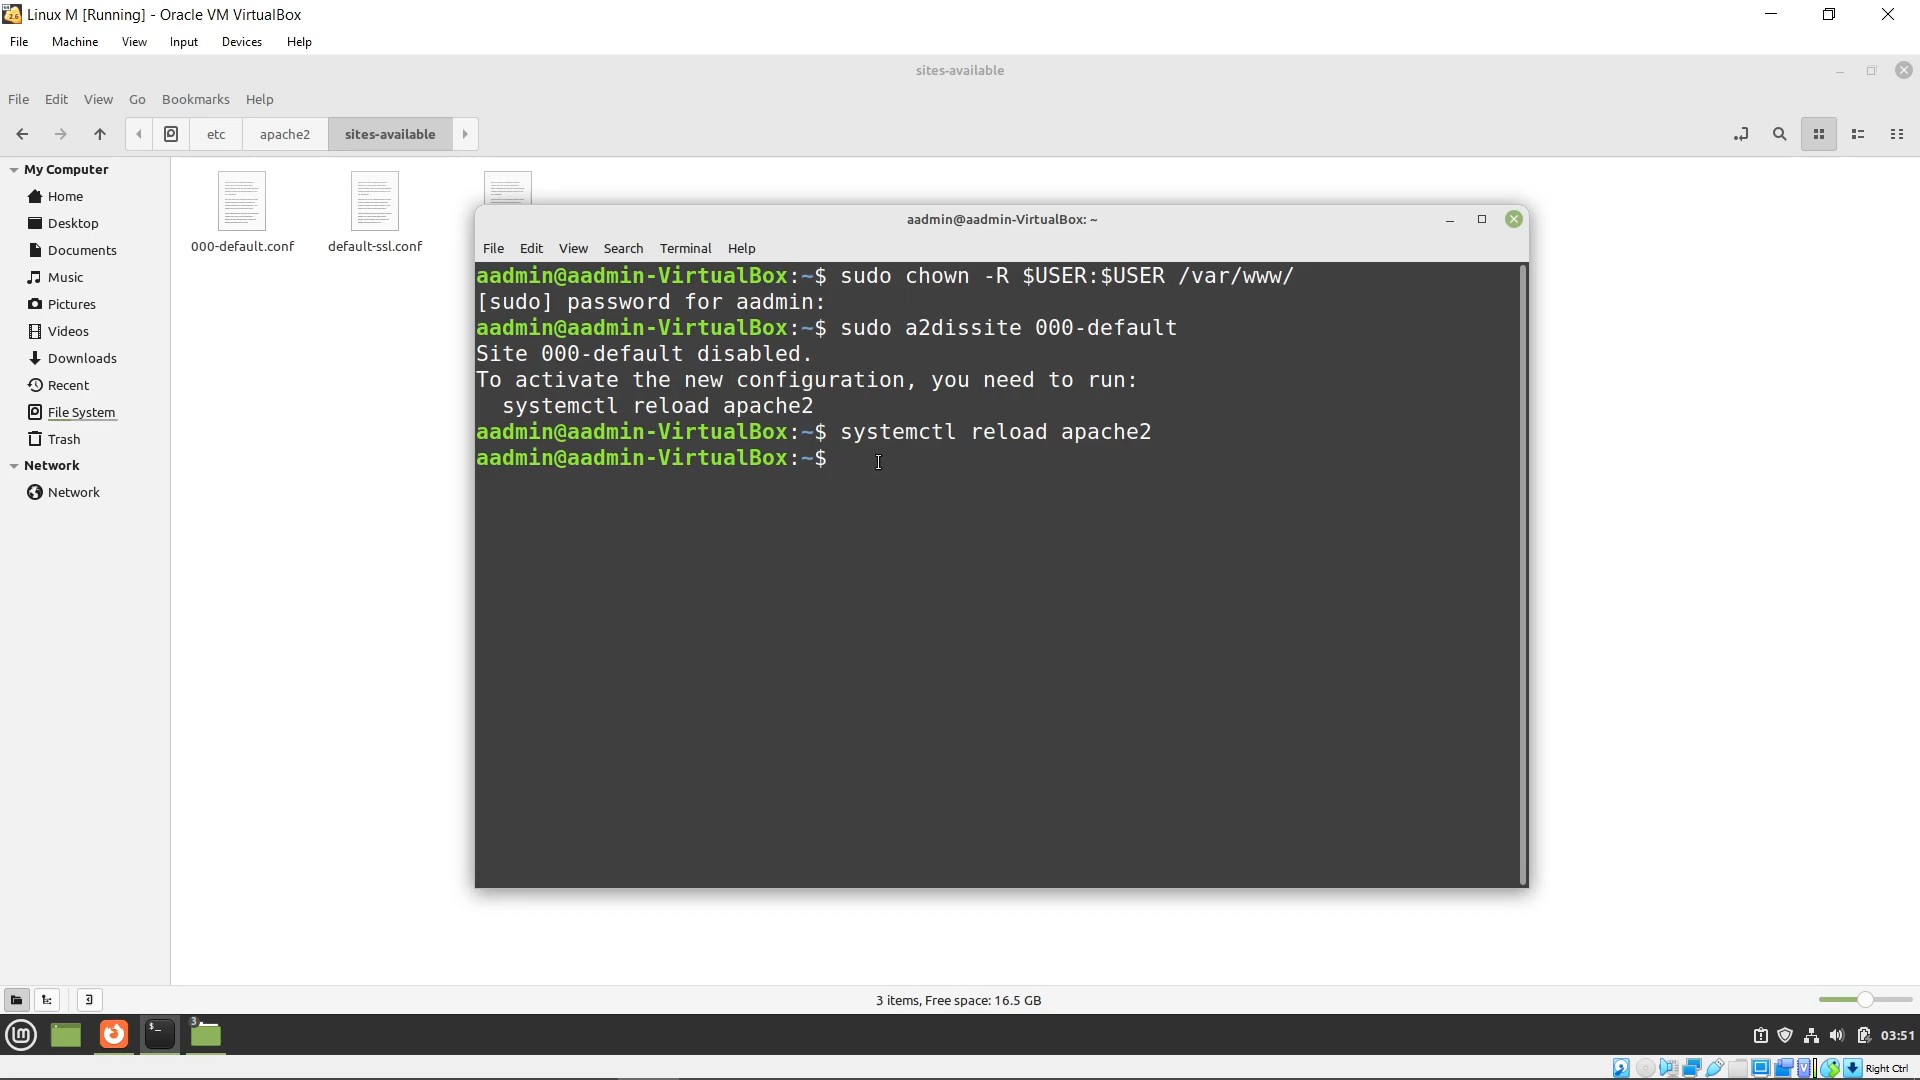 Linux M [Running] - Oracle VM VirtualBox
File Machine View Input Devices Help
sites-available
File Edit View Go Bookmarks Help
etc apache2 sites-available
My Computer
Home
Desktop
Documents
Music
Pictures
Videos
Downloads
Recent
File System
Trash
Network
Network
000-default.conf default-ssl.conf
aadmin@aadmin-VirtualBox: ~
File Edit View Search Terminal Help
aadmin@aadmin-VirtualBox:~$ sudo chown -R $USER:$USER /var/www/
[sudo] password for aadmin:
aadmin@aadmin-VirtualBox:~$ sudo a2dissite 000-default
Site 000-default disabled.
To activate the new configuration, you need to run:
systemctl reload apache2
aadmin@aadmin-VirtualBox:~$ systemctl reload apache2
aadmin@aadmin-VirtualBox:~$
3 items, Free space: 16.5 GB
3
03:51
Right Ctrl